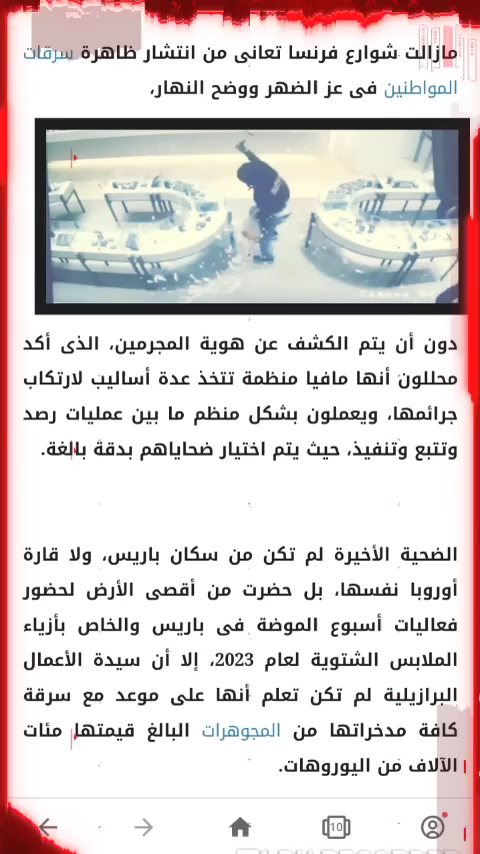 مازالت شوارع فرنسا تعانى من انتشار ظاهرة سرقات
المواطنين فى عز الضهر ووضح النهار،
دون أن يتم الكشف عن هوية المجرمين، الذى أكد
محللون أنها مافيا منظمة تتخذ عدة أساليب لارتكاب
جرائمها، ويعملون بشكل منظم ما بين عمليات رصد
وتتبع وتنفيذ، حيث يتم اختيار ضحاياهم بدقة بالغة.
الضحية الأخيرة لم تكن من سكان باريس، ولا قارة
أوروبا نفسها، بل حضرت من أقصى الأرض لحضور
فعاليات أسبوع الموضة فى باريس والخاص بأزياء
الملابس الشتوية لعام 2023، إلا أن سيدة الأعمال
البرازيلية لم تكن تعلم أنها على موعد مع سرقة
كافة مدخراتها من المجوهرات البالغ قيمتها مئات
الآلاف من اليوروهات.
10